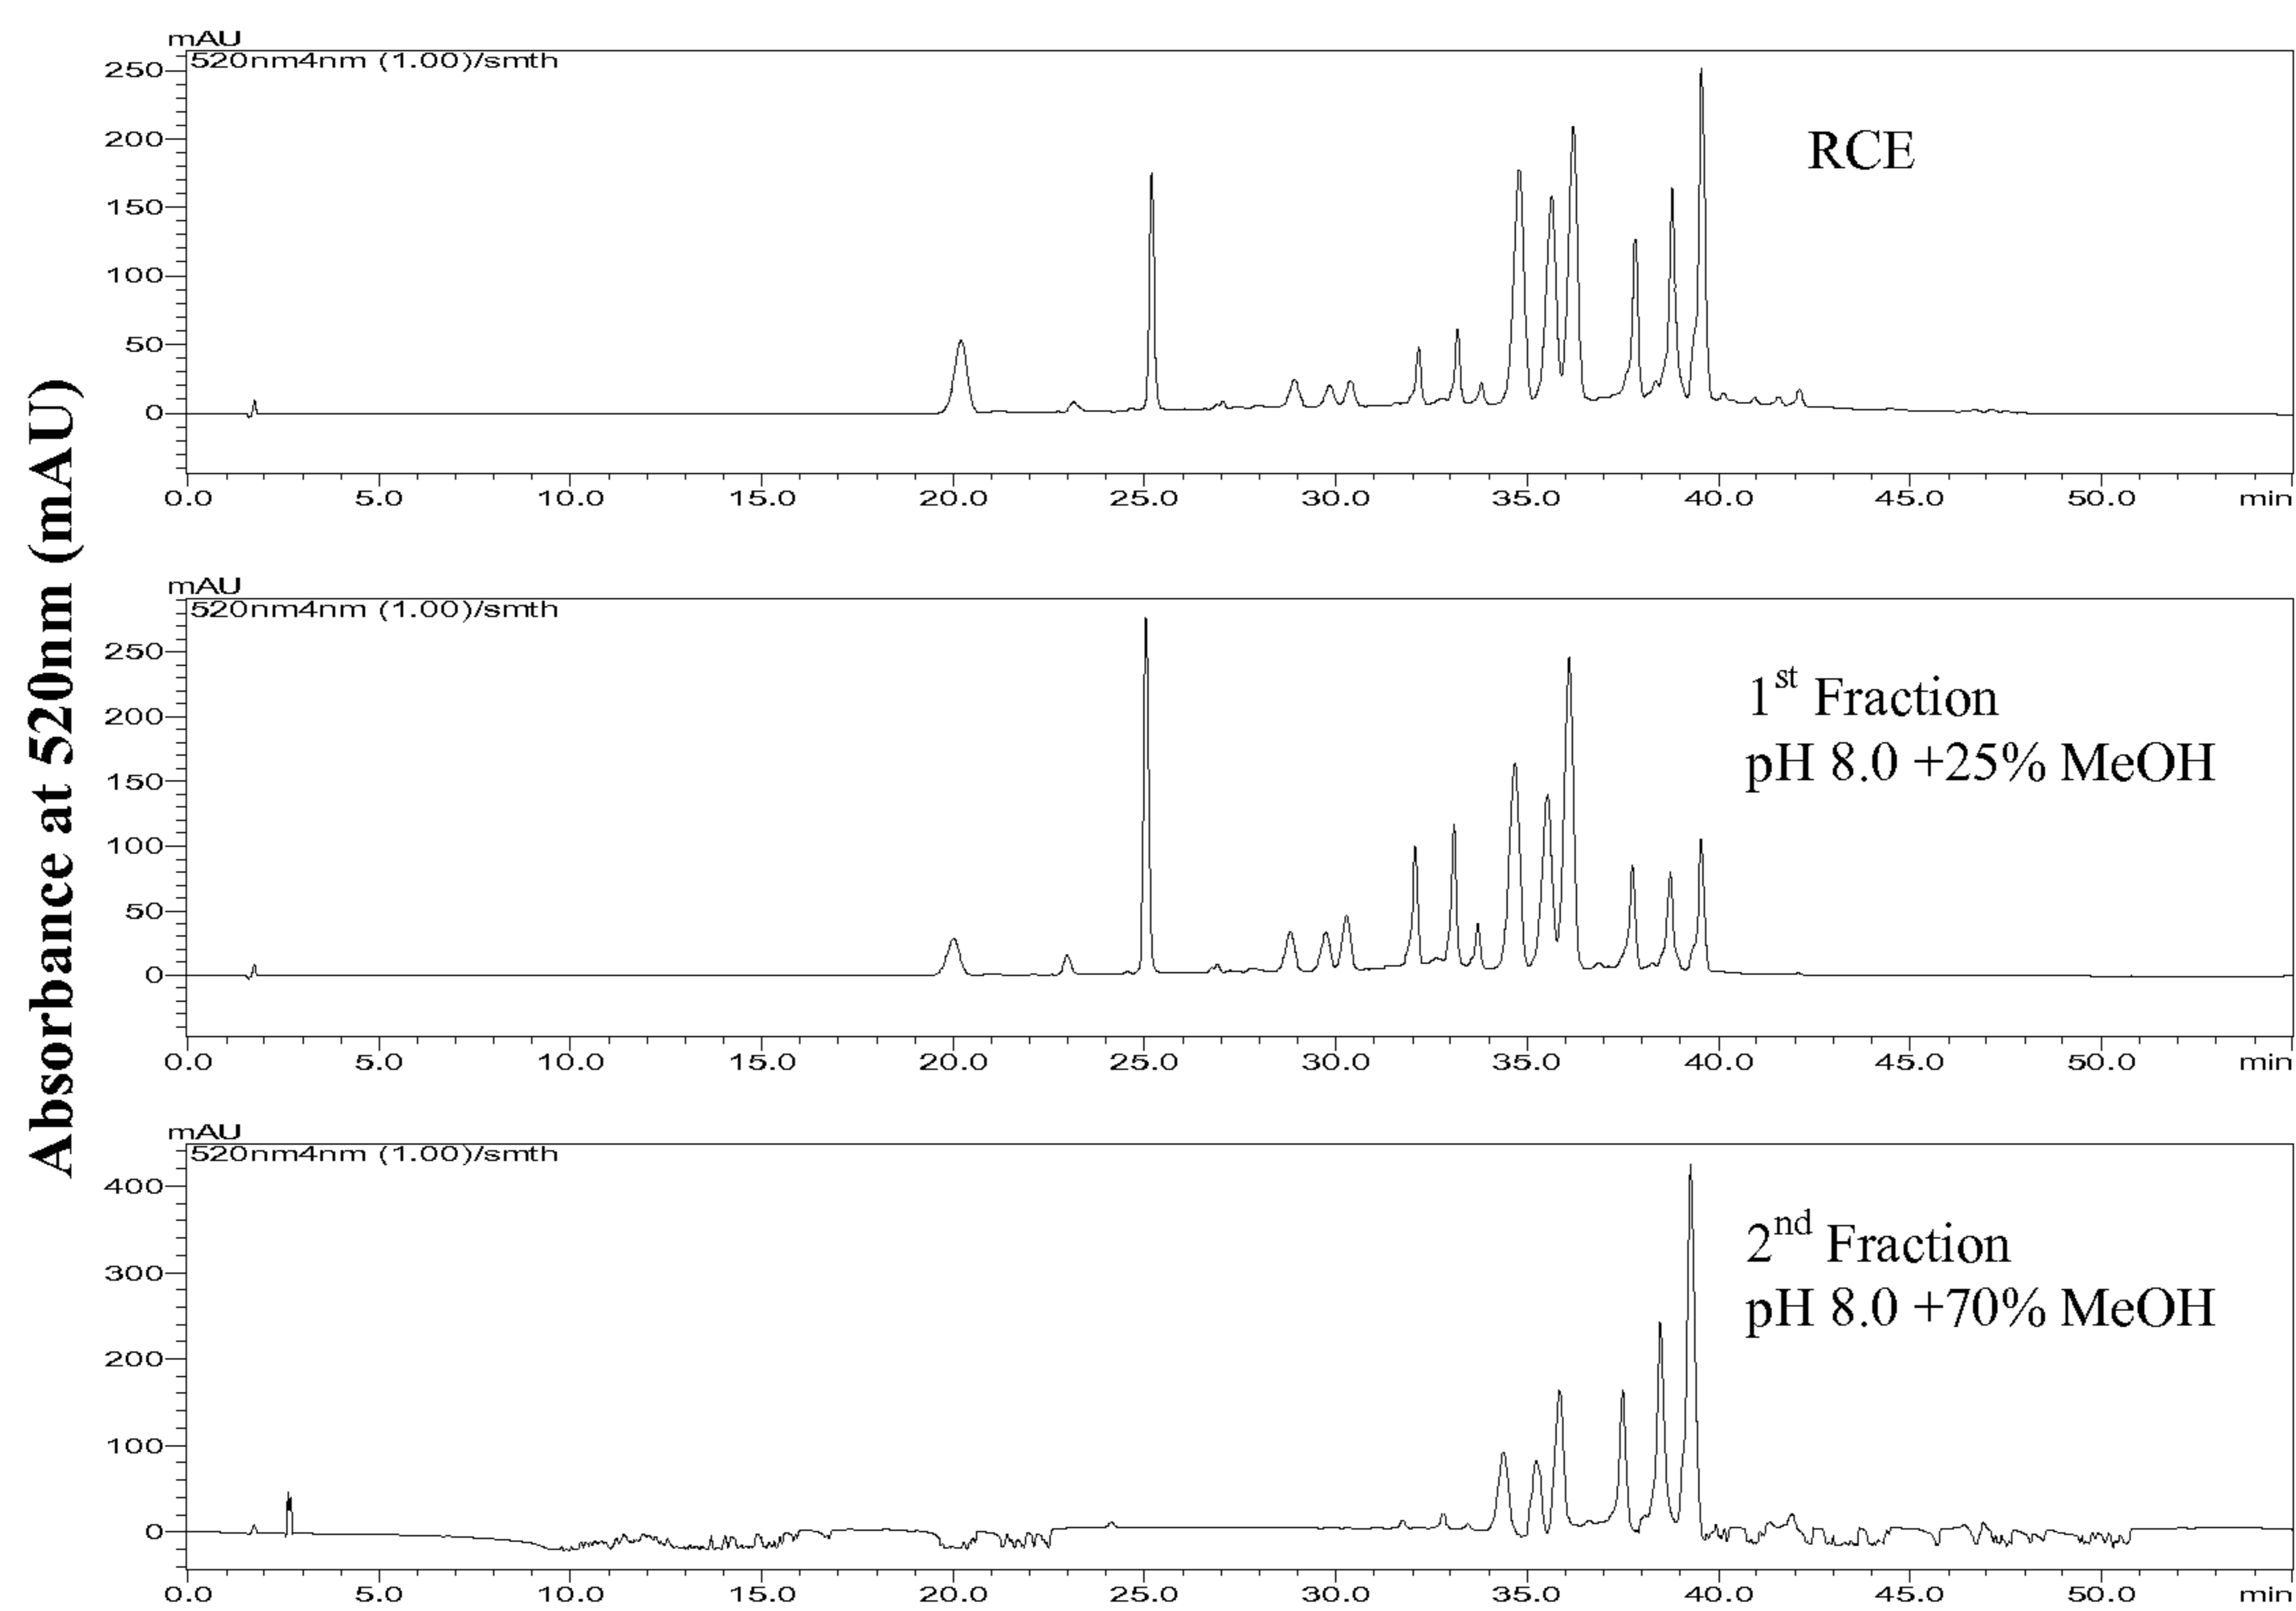 Absorbance at 520nm (mAU)
mAU
520nm4nm (1.00)/smth
250
200
150
100
50
0
RCE
0.0 5.0 10.0 15.0 20.0 25.0 30.0 35.0 40.0 45.0 50.0 min
mAU
520nm4nm (1.00)/smth
250
200
150
100
50
0
1st Fraction
pH 8.0 +25% MeOH
0.0 5.0 10.0 15.0 20.0 25.0 30.0 35.0 40.0 45.0 50.0 min
mAU
520nm4nm (1.00)/smth
400
300
200
100
0
2nd Fraction
pH 8.0 +70% MeOH
0.0 5.0 10.0 15.0 20.0 25.0 30.0 35.0 40.0 45.0 50.0 min